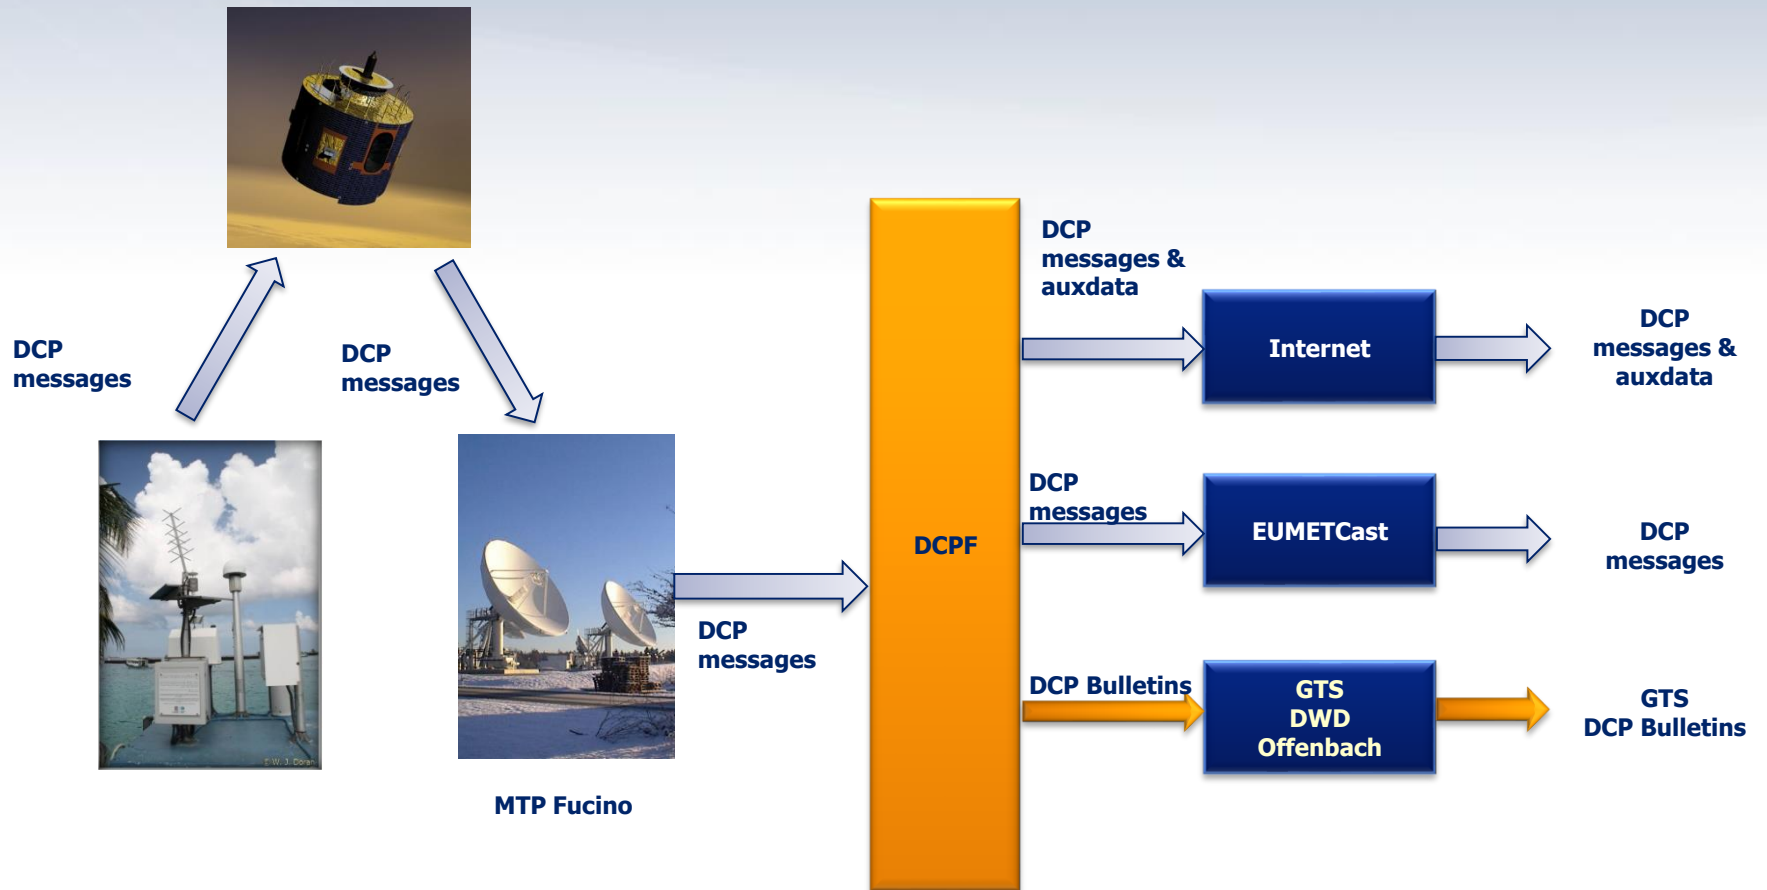 DCP
messages
DCP
messages
© W. J. Doran
MTP Fucino
DCP
messages
DCPF
DCP
messages &
auxdata
Internet
DCP
messages &
auxdata
DCP
messages
EUMETCast
DCP
messages
DCP Bulletins
GTS
DWD
Offenbach
GTS
DCP Bulletins